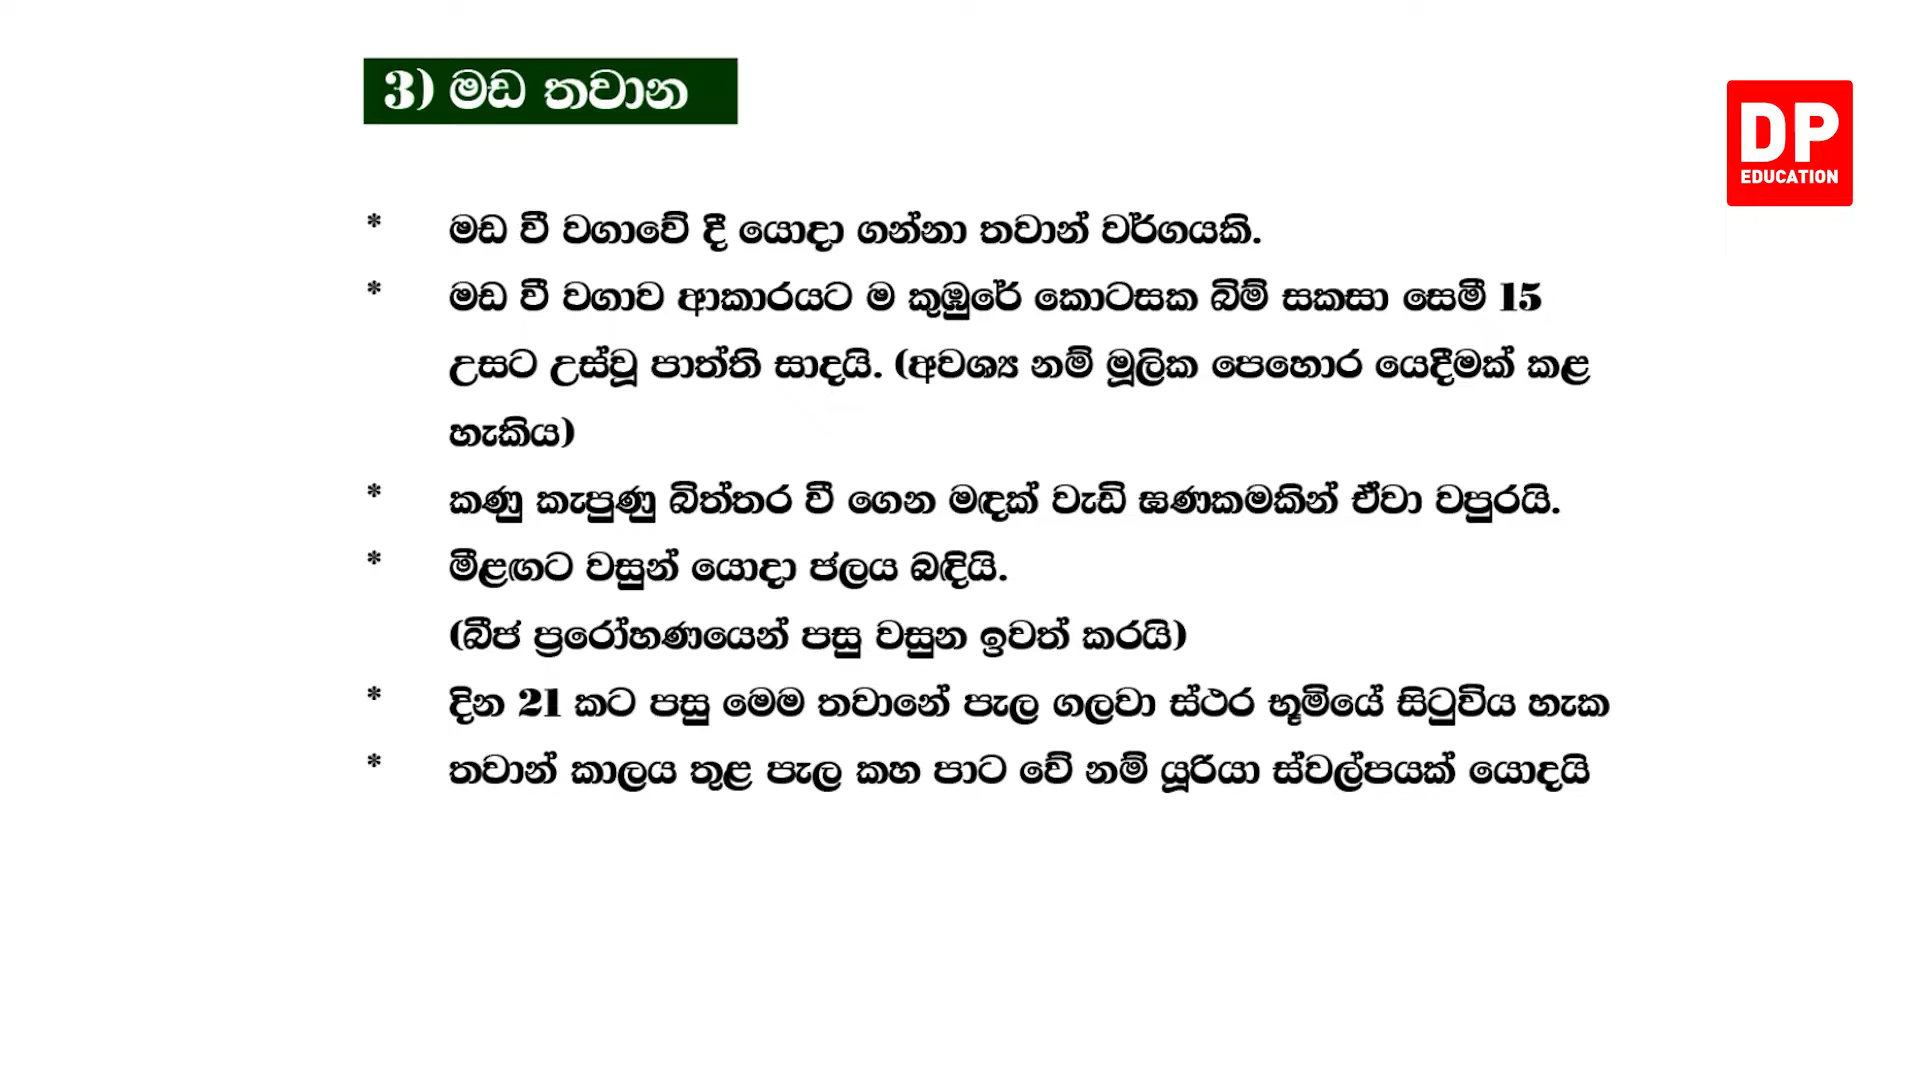 3) මඩ තවාන
DP
EDUCATION
* මඩ වී වගාවේ දී යොදා ගන්නා තවාන් වර්ගයකි.
* මඩ වී වගාව ආකාරයට ම කුඹුරේ කොටසක බිම් සකසා සෙමී 15
උසට උස්වූ පාත්ති සාදයි. (අවශ්‍ය නම් මූලික පෙහොර යෙදීමක් කළ
හැකිය)
* කණු කැපුණු බිත්තර වී ගෙන මඳක් වැඩි ඝණකමකින් ඒවා වපුරයි.
* මීළඟට වසුන් යොදා ජලය බඳියි.
(බීජ ප්‍රරෝහණයෙන් පසු වසුන ඉවත් කරයි)
* දින 21 කට පසු මෙම තවානේ පැල ගලවා ස්ථර භූමියේ සිටුවිය හැක
* තවාන් කාලය තුළ පැල කහ පාට වේ නම් යූරියා ස්වල්පයක් යොදයි